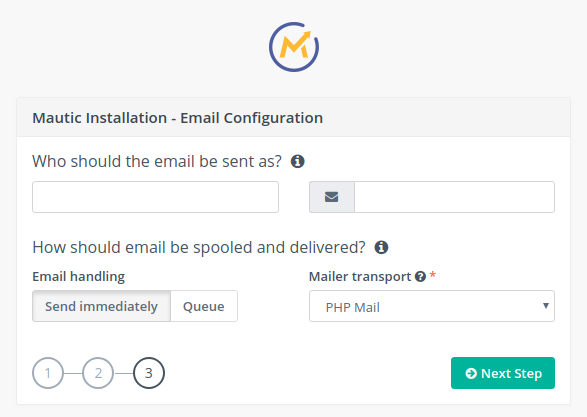 Mautic Installation - Email Configuration
Who should the email be sent as?
How should email be spooled and delivered?
Email handling
Mailer transport *
Send immediately Queue
PHP Mail
1 2 3
Next Step